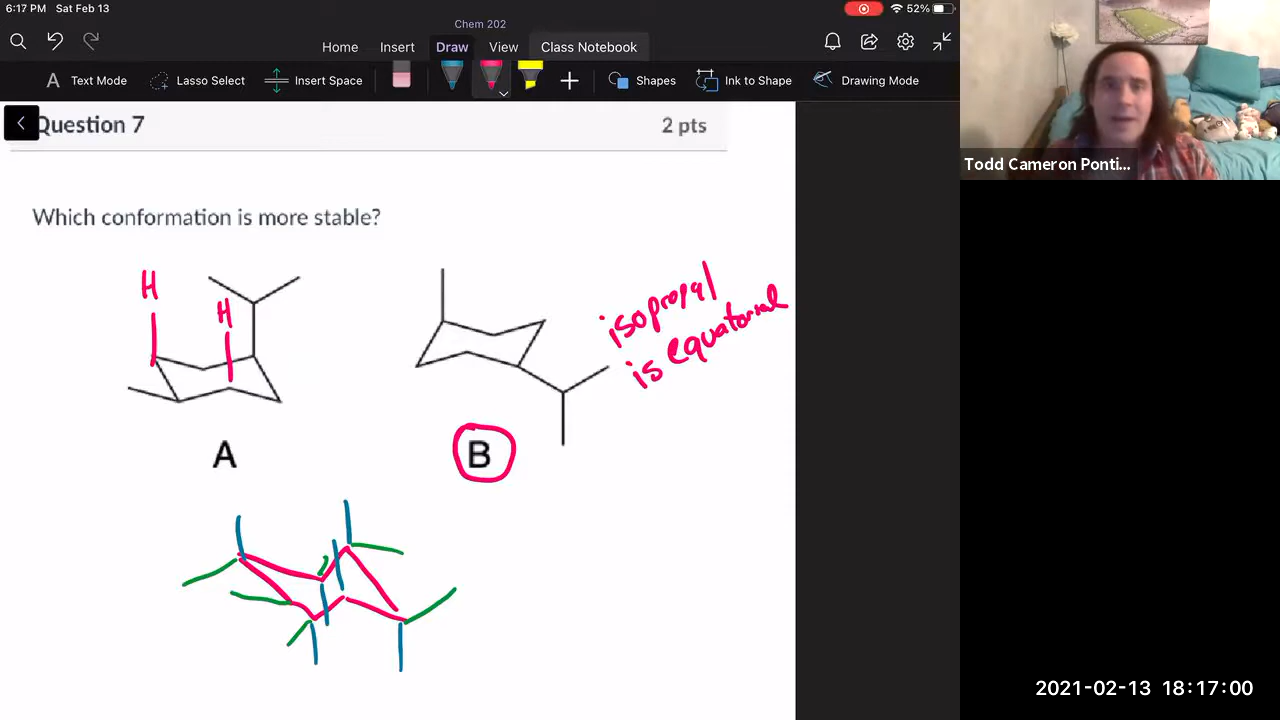 6:17 PM Sat Feb 13
52%
Chem 202
Home Insert Draw View Class Notebook
A Text Mode Lasso Select Insert Space Shapes Ink to Shape Drawing Mode
Question 7 2 pts
Which conformation is more stable?
H
H
isopropyl
is equatorial
A
B
Todd Cameron Ponti...
2021-02-13 18:17:00